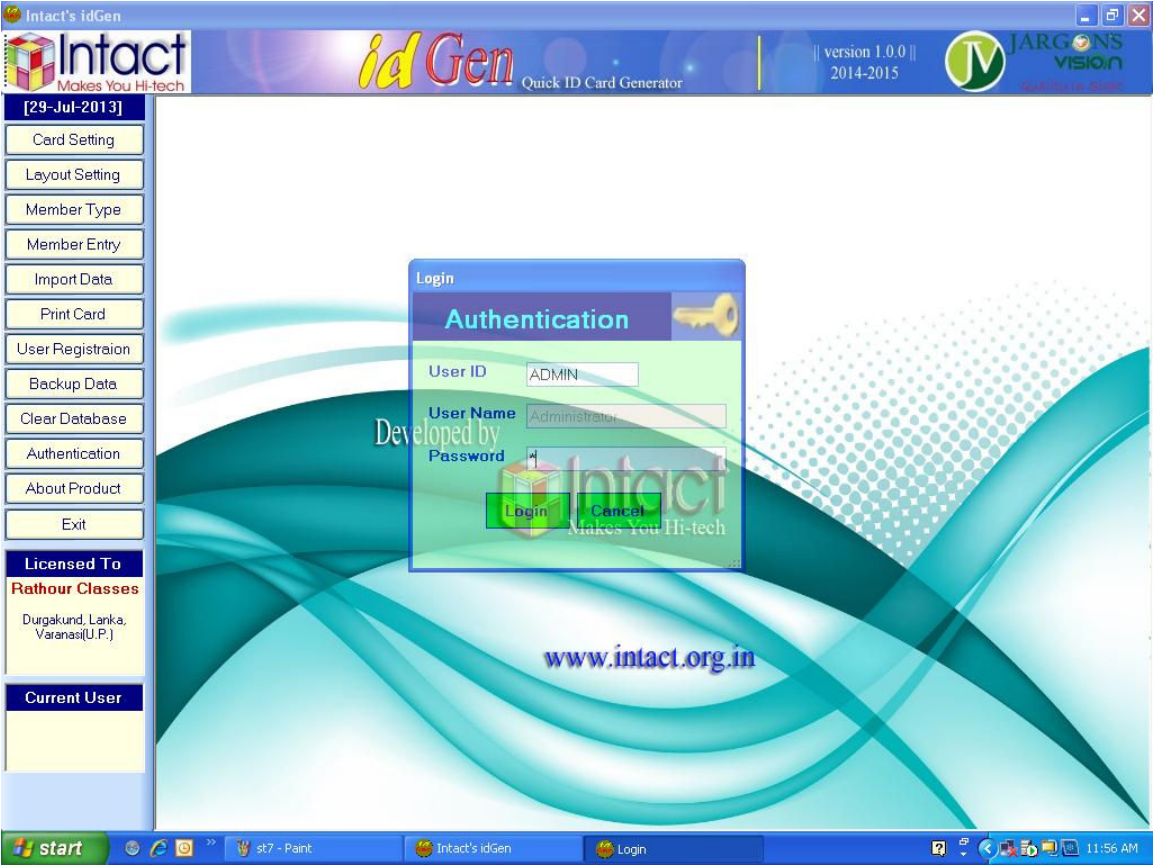 Intact's idGen
Intact
Makes You Hi-tech
id Gen Quick ID Card Generator
|| version 1.0.0 ||
2014-2015
JV
JARGONS
VISION
[29-Jul-2013]
Card Setting
Layout Setting
Member Type
Member Entry
Import Data
Print Card
User Registraion
Backup Data
Clear Database
Authentication
About Product
Exit
Licensed To
Rathour Classes
Durgakund, Lanka,
Varanasi(U.P.)
Current User
Login
Authentication
User ID ADMIN
User Name Administrator
Password *
Login Cancel
Developed by
Intact
Makes You Hi-tech
www.intact.org.in
start
st7 - Paint
Intact's idGen
Login
11:56 AM